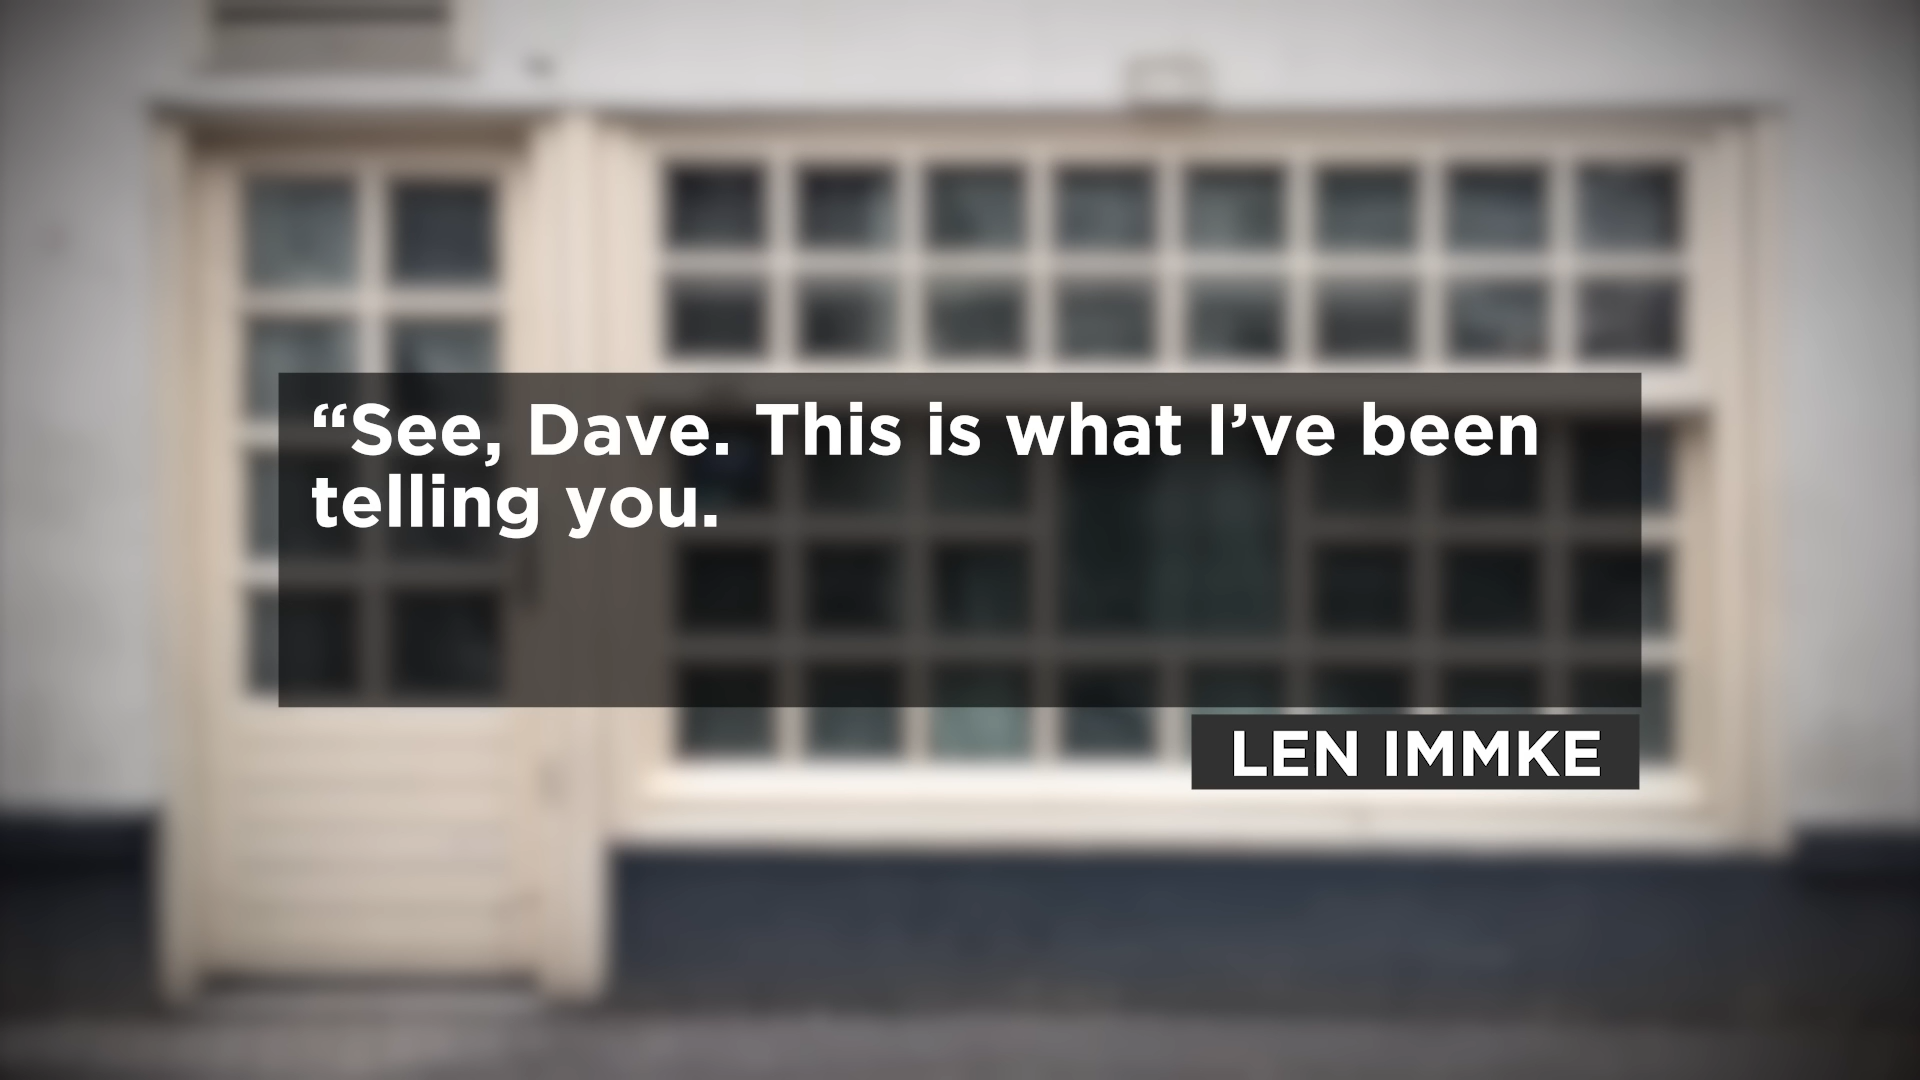 “See, Dave. This is what I’ve been
telling you.
LEN IMMKE